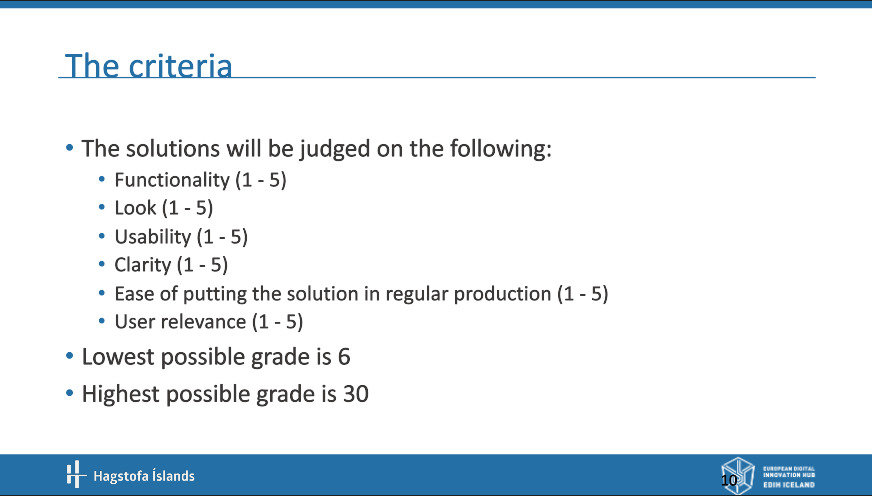 The criteria
• The solutions will be judged on the following:
• Functionality (1 - 5)
• Look (1 - 5)
• Usability (1 - 5)
• Clarity (1 - 5)
• Ease of putting the solution in regular production (1 - 5)
• User relevance (1 - 5)
• Lowest possible grade is 6
• Highest possible grade is 30
Hagstofa Íslands
10
EUROPEAN DIGITAL
INNOVATION HUB
EDIH ICELAND